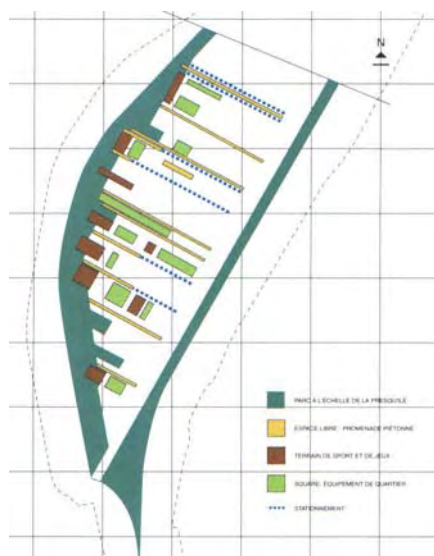 N
PARC A L'ÉCHELLE DE LA PRESQU'ILE
ESPACE LIBRE : PROMENADE PIÉTONNE
TERRAIN DE SPORT ET DE JEUX
SQUARE: ÉQUIPEMENT DE QUARTIER
STATIONNEMENT